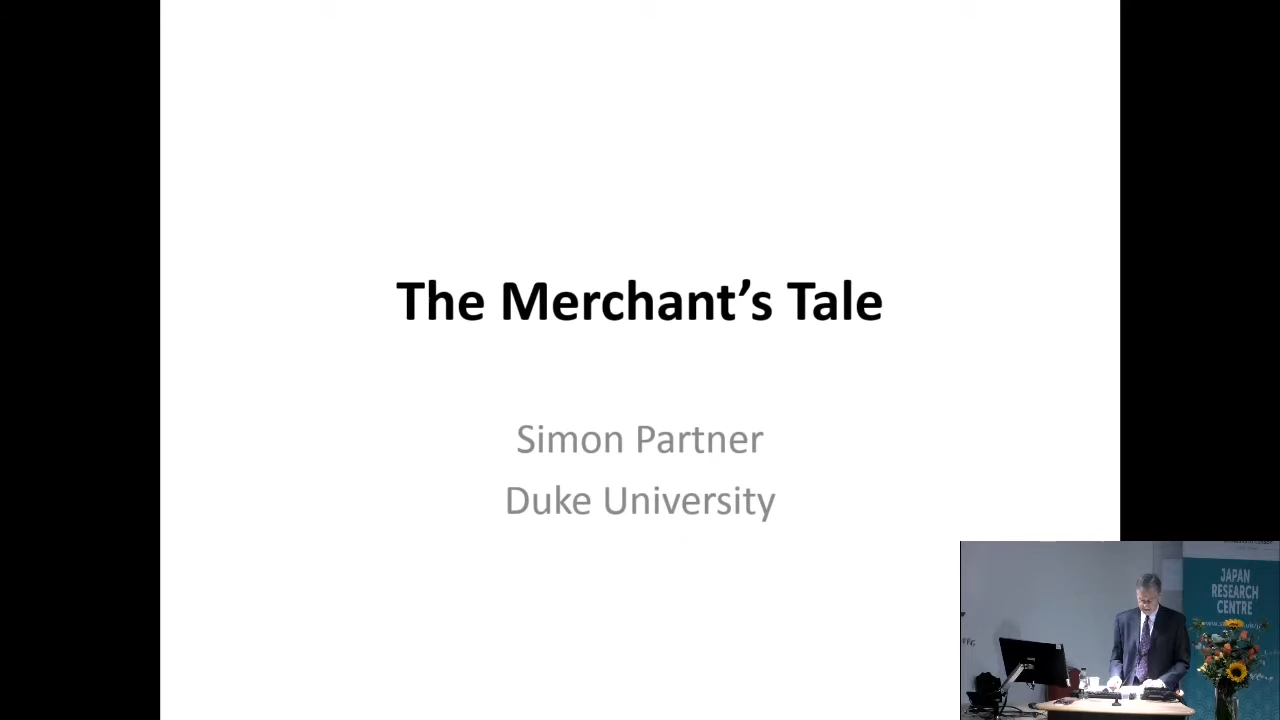 The Merchant’s Tale
Simon Partner
Duke University
JAPAN
RESEARCH
CENTRE